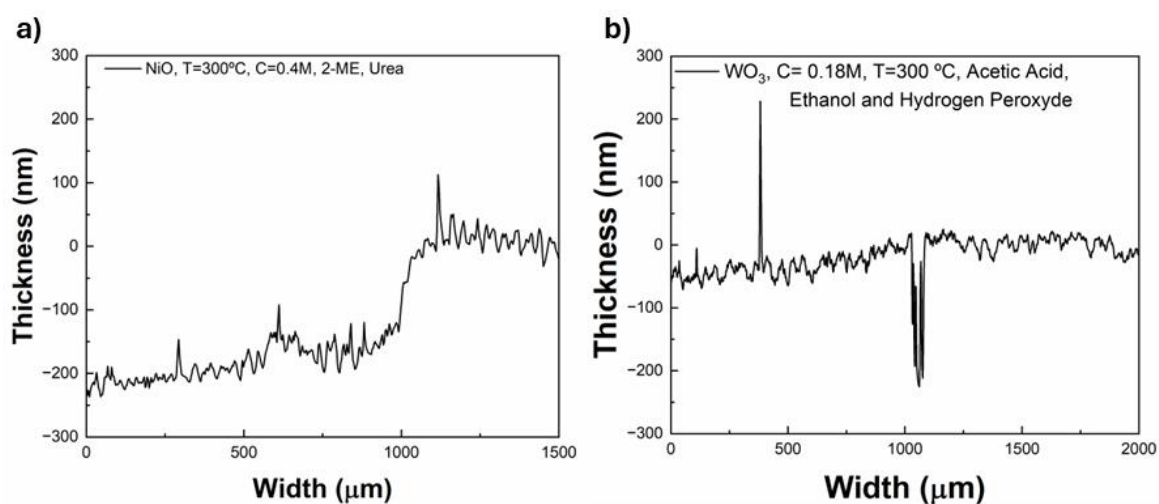 a)
300
200
100
0
−100
−200
−300
Thickness (nm)
NiO, T=300ºC, C=0.4M, 2-ME, Urea
0 500 1000 1500
Width (μm)
b)
300
200
100
0
−100
−200
−300
Thickness (nm)
WO₃, C= 0.18M, T=300 ºC, Acetic Acid,
Ethanol and Hydrogen Peroxyde
0 500 1000 1500 2000
Width (μm)